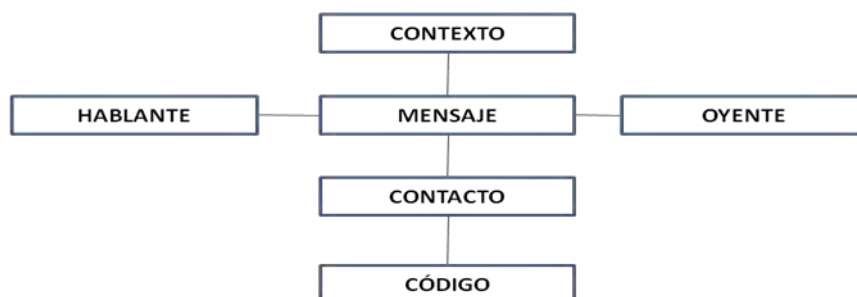 CONTEXTO
HABLANTE
MENSAJE
OYENTE
CONTACTO
CÓDIGO